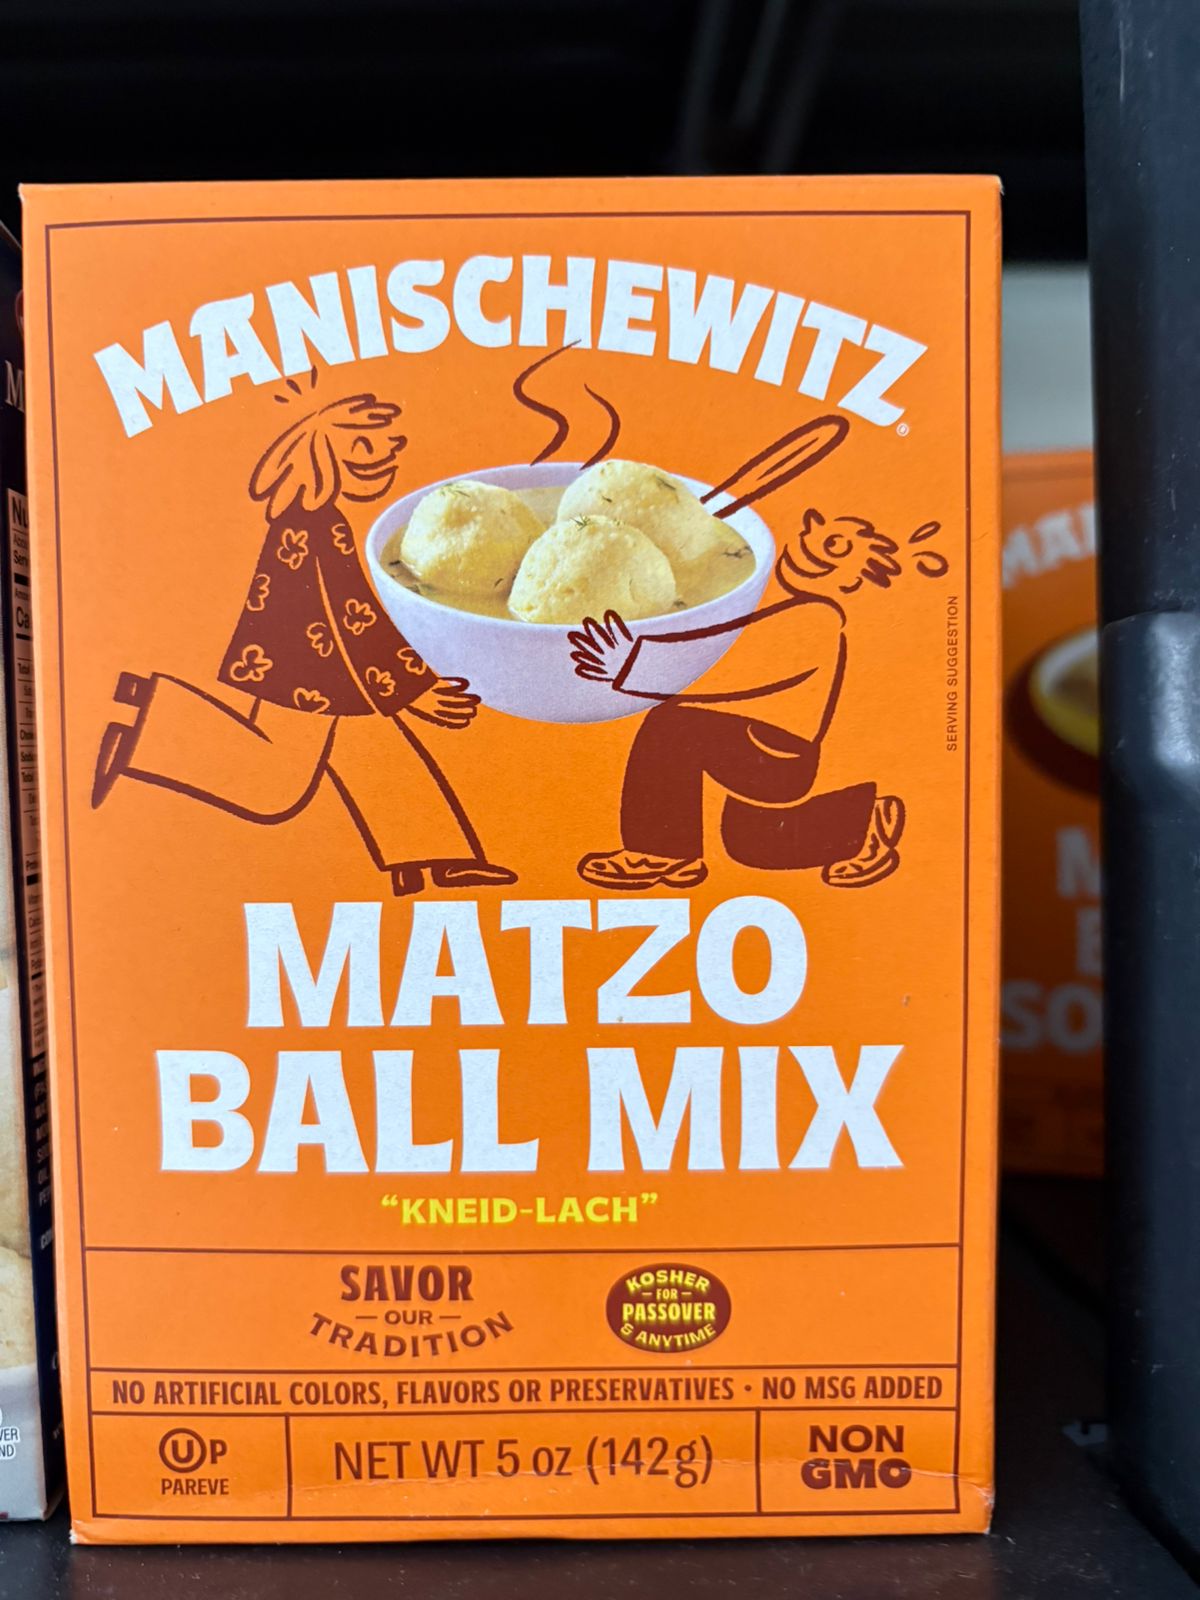 MANISCHEWITZ®
SERVING SUGGESTION
MATZO
BALL MIX
“KNEID-LACH”
SAVOR
OUR
TRADITION
KOSHER
FOR
PASSOVER
& ANYTIME
NO ARTIFICIAL COLORS, FLAVORS OR PRESERVATIVES • NO MSG ADDED
UP
PAREVE
NET WT 5 oz (142g)
NON
GMO